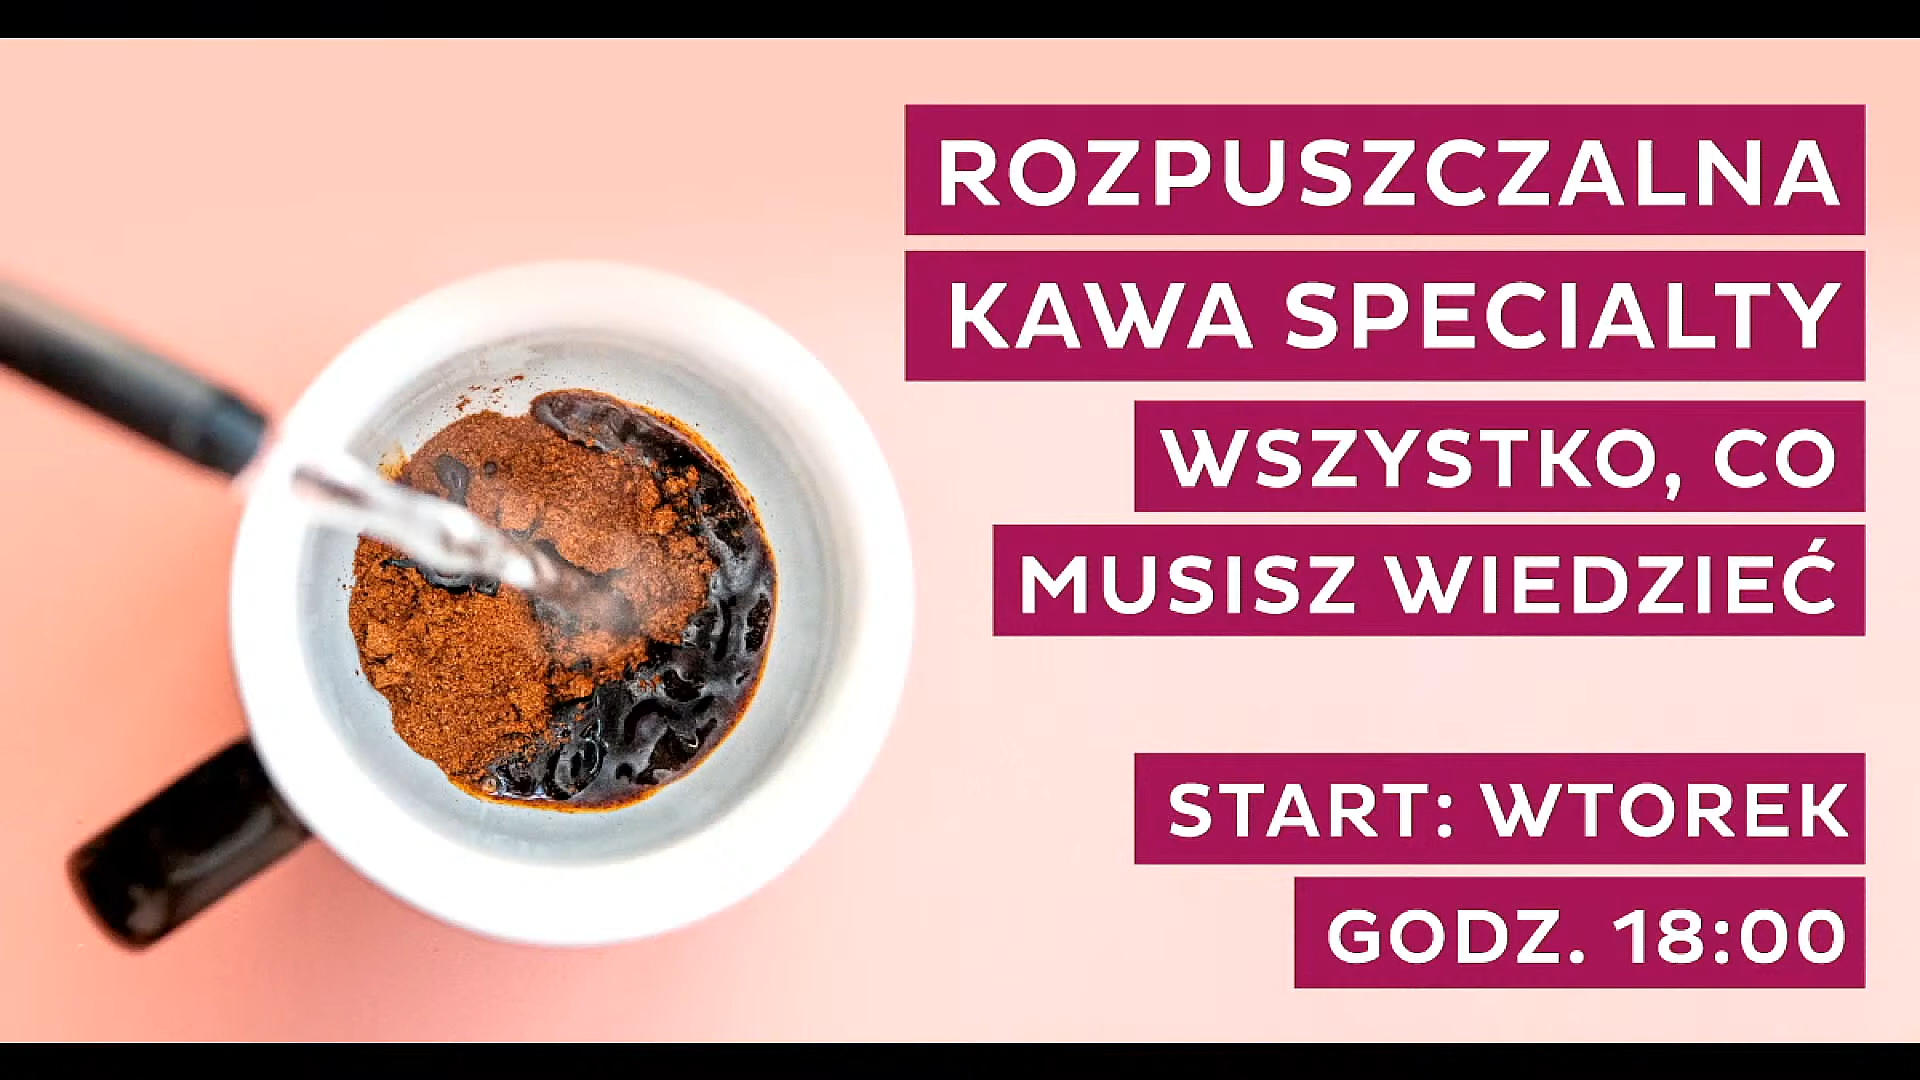 ROZPUSZCZALNA
KAWA SPECIALTY
WSZYSTKO, CO
MUSISZ WIEDZIEĆ
START: WTOREK
GODZ. 18:00